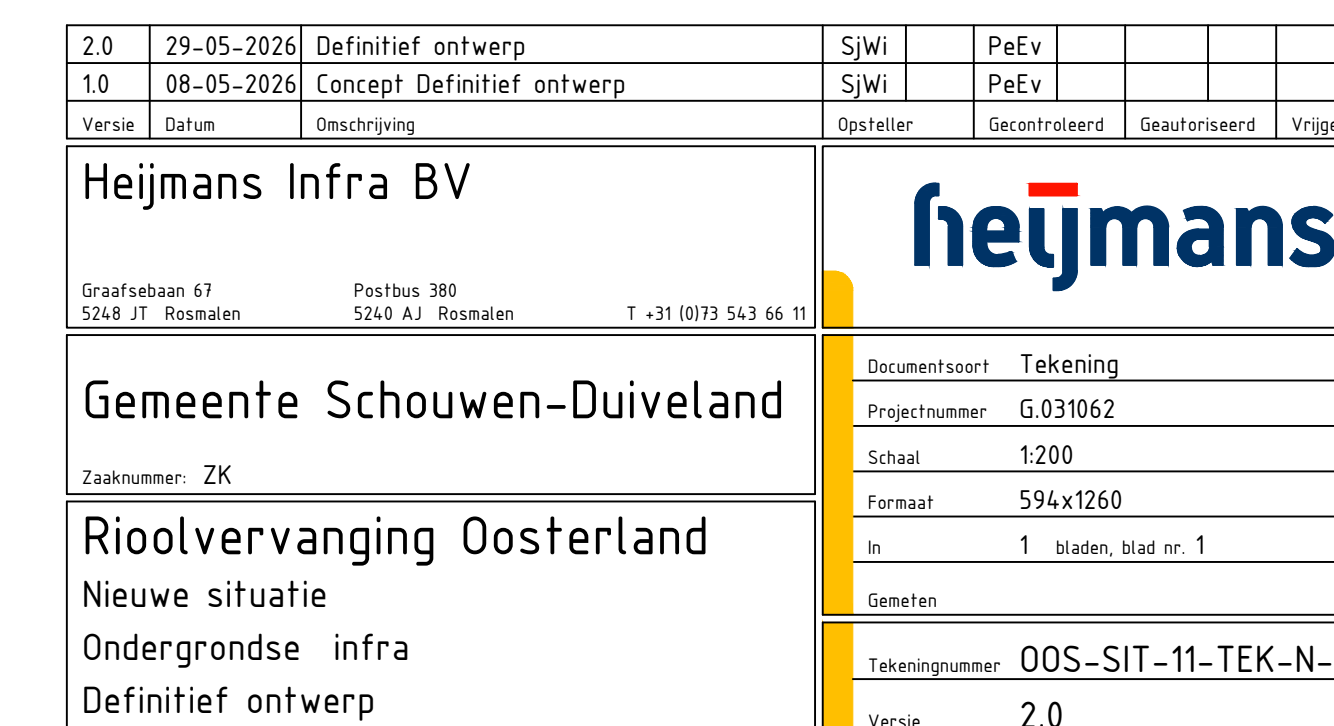 2.0 29-05-2026 Definitief ontwerp SjWi PeEv
1.0 08-05-2026 Concept Definitief ontwerp SjWi PeEv
Versie Datum Omschrijving Opsteller Gecontroleerd Geautoriseerd
Heijmans Infra BV
heijmans
Graafsebaan 67 Postbus 380
5248 JT Rosmalen 5240 AJ Rosmalen T +31 (0)73 543 66 11
Gemeente Schouwen-Duiveland
Zaaknummer: ZK
Rioolvervanging Oosterland
Nieuwe situatie
Ondergrondse infra
Definitief ontwerp
Documentsoort Tekening
Projectnummer G.031062
Schaal 1:200
Formaat 594x1260
In 1 bladen, blad nr. 1
Gemeten
Tekeningnummer OOS-SIT-11-TEK-N-
Versie 2.0